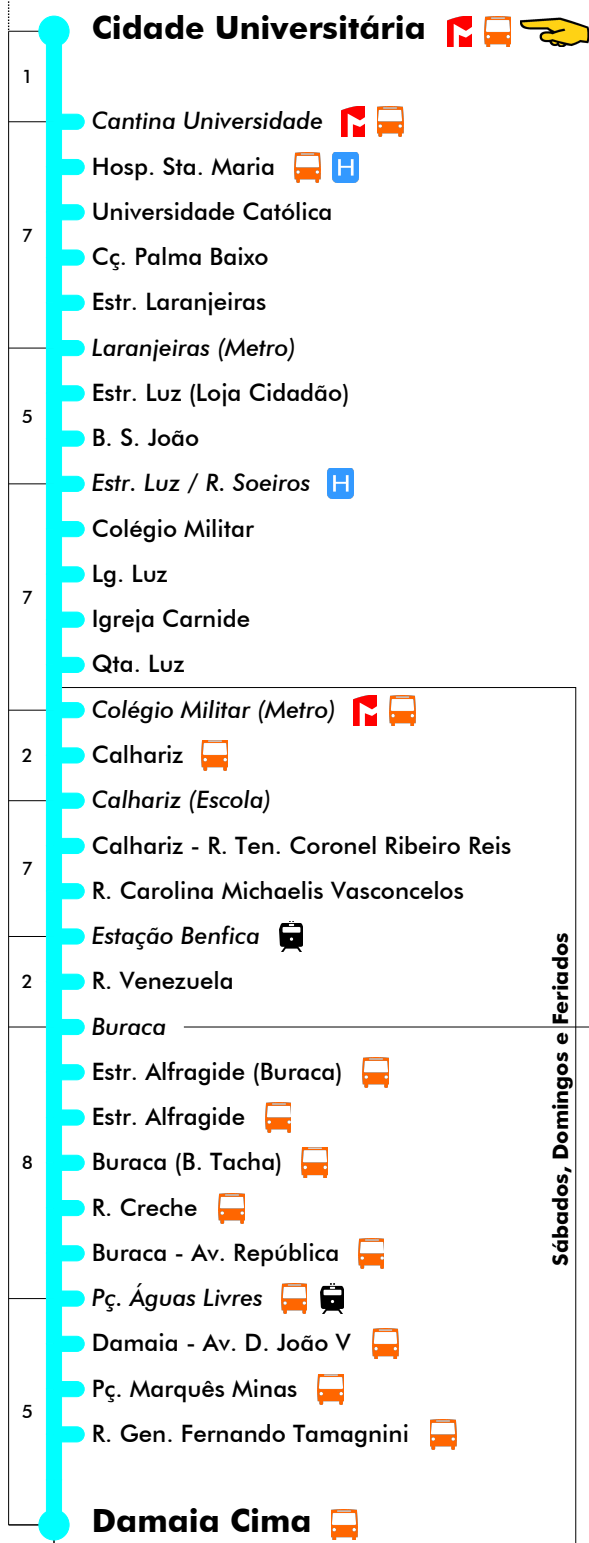 Cidade Universitária
1
Cantina Universidade
Hosp. Sta. Maria H
Universidade Católica
7
Cç. Palma Baixo
Estr. Laranjeiras
Laranjeiras (Metro)
Estr. Luz (Loja Cidadão)
5
B. S. João
Estr. Luz / R. Soeiros H
Colégio Militar
Lg. Luz
7
Igreja Carnide
Qta. Luz
Colégio Militar (Metro)
2 Calhariz
Calhariz (Escola)
Calhariz - R. Ten. Coronel Ribeiro Reis
7
R. Carolina Michaelis Vasconcelos
Estação Benfica
2 R. Venezuela
Buraca
Estr. Alfragide (Buraca)
Estr. Alfragide
8 Buraca (B. Tacha)
R. Creche
Buraca - Av. República
Pç. Águas Livres
Damaia - Av. D. João V
Pç. Marquês Minas
5
R. Gen. Fernando Tamagnini
Damaia Cima
Sábados, Domingos e Feriados